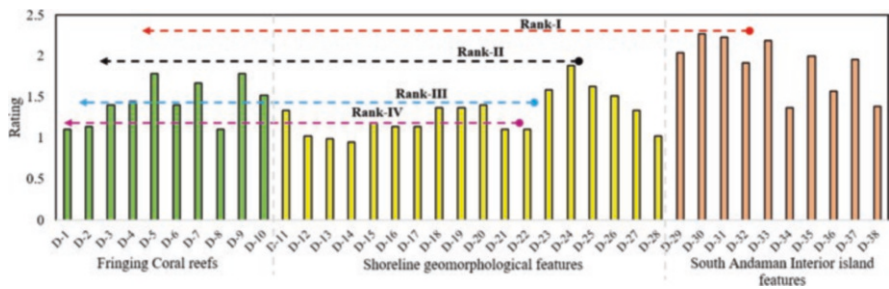 Rank-I
Rank-II
Rank-III
Rank-IV
Rating
2.5
2
1.5
1
0.5
0
D-1 D-2 D-3 D-4 D-5 D-6 D-7 D-8 D-9 D-10 D-11 D-12 D-13 D-14 D-15 D-16 D-17 D-18 D-19 D-20 D-21 D-22 D-23 D-24 D-25 D-26 D-27 D-28 D-29 D-30 D-31 D-32 D-33 D-34 D-35 D-36 D-37 D-38
Fringing Coral reefs
Shoreline geomorphological features
South Andaman Interior island
features